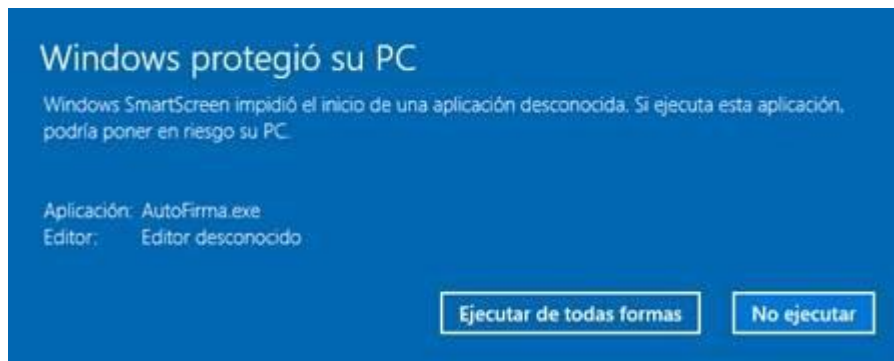 Windows protegió su PC
Windows SmartScreen impidió el inicio de una aplicación desconocida. Si ejecuta esta aplicación,
podría poner en riesgo su PC.
Aplicación: AutoFirma.exe
Editor: Editor desconocido
Ejecutar de todas formas
No ejecutar